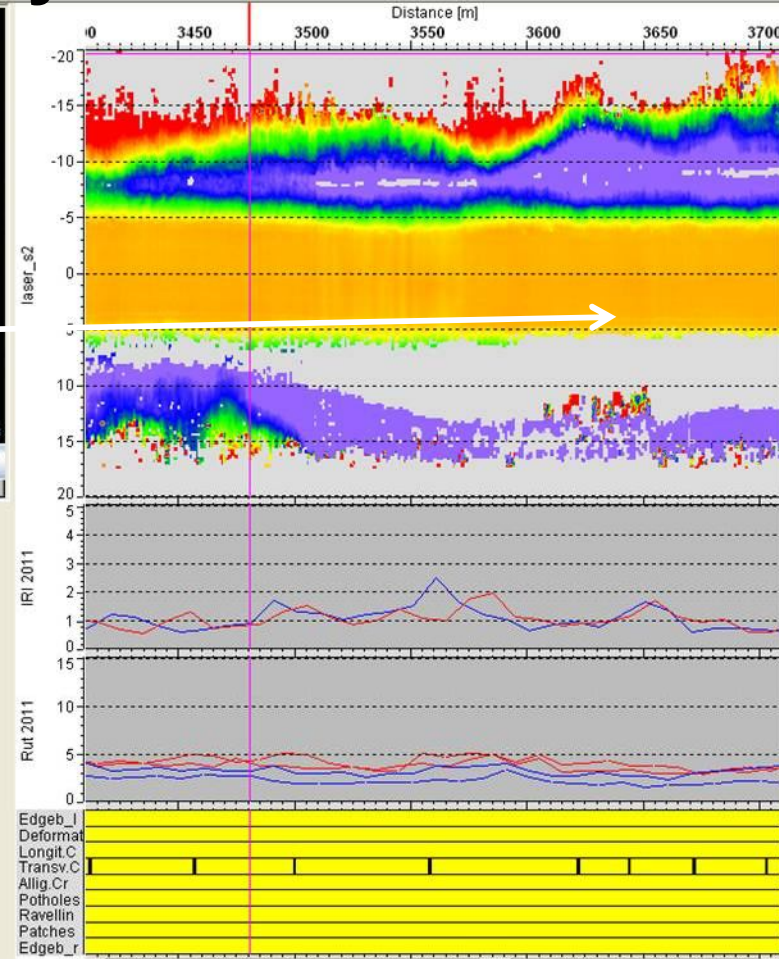 Distance [m]
00 3450 3500 3550 3600 3650 3700
laser_s2
-20
-15
-10
-5
0
5
10
15
20
IRI 2011
5
4
3
2
1
0
Rut 2011
15
10
5
0
Edgeb_l
Deformat
Longit.C
Transv.C
Allig.Cr
Potholes
Ravellin
Patches
Edgeb_r